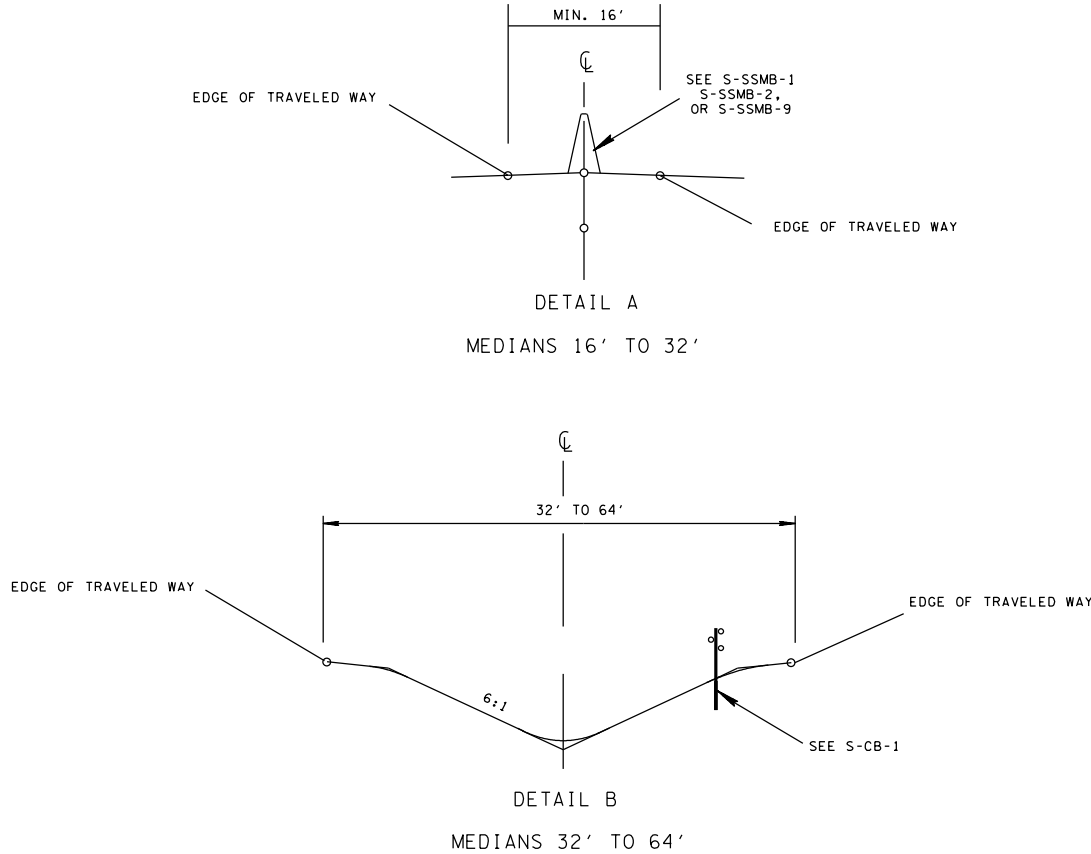 MIN. 16'
℄
SEE S-SSMB-1
S-SSMB-2,
OR S-SSMB-9
EDGE OF TRAVELED WAY
EDGE OF TRAVELED WAY
DETAIL A
MEDIANS 16' TO 32'
℄
32' TO 64'
EDGE OF TRAVELED WAY
EDGE OF TRAVELED WAY
6:1
SEE S-CB-1
DETAIL B
MEDIANS 32' TO 64'